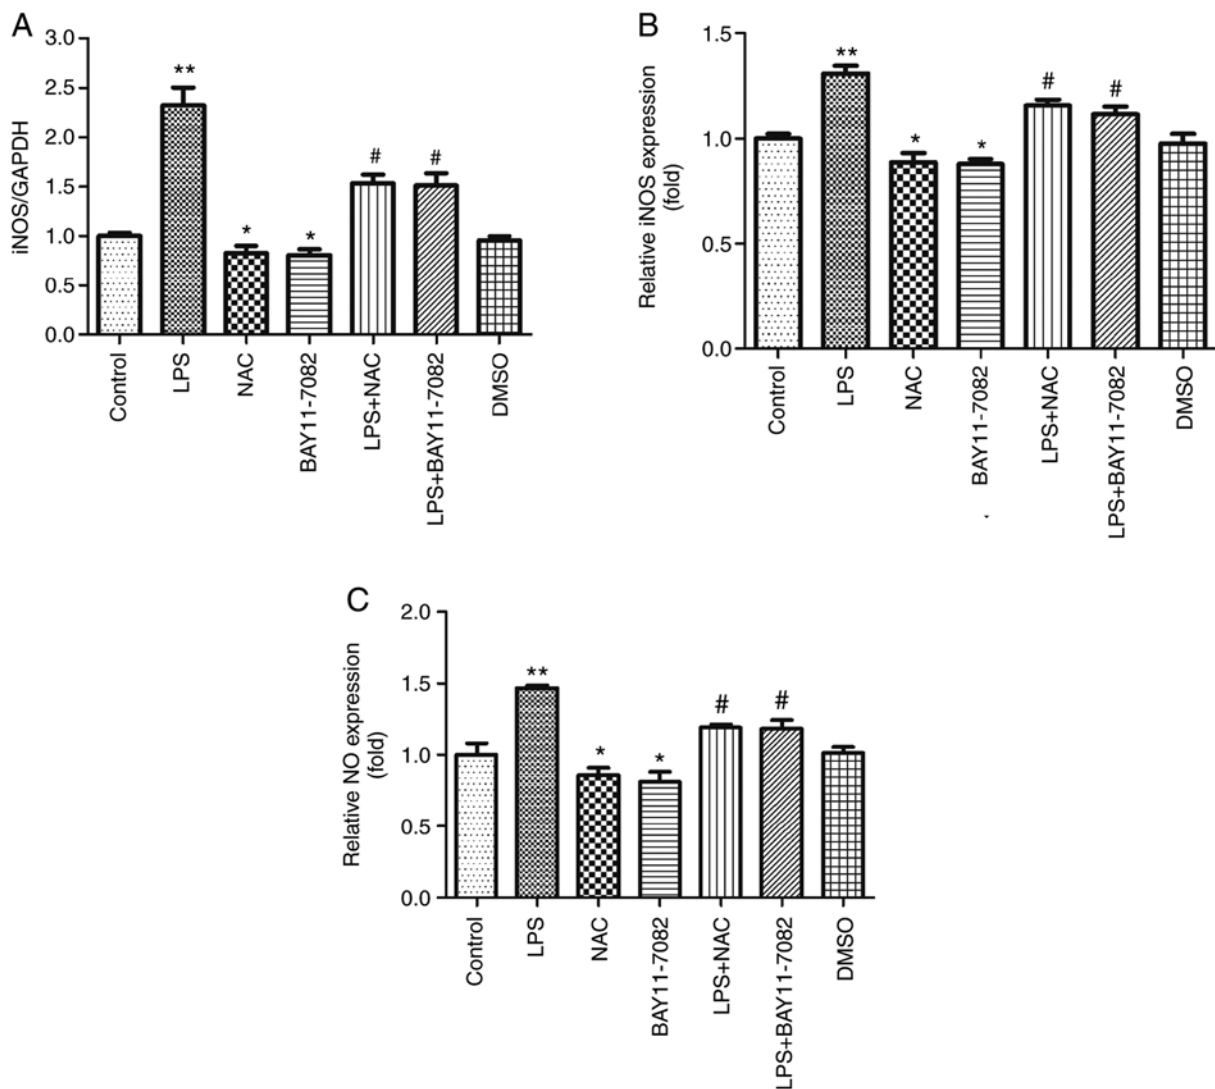 A
iNOS/GAPDH
3.0
2.5
2.0
1.5
1.0
0.5
0.0
**
*
*
#
#
Control
LPS
NAC
BAY11-7082
LPS+NAC
LPS+BAY11-7082
DMSO
B
Relative iNOS expression
(fold)
1.5
1.0
0.5
0.0
**
*
*
#
#
Control
LPS
NAC
BAY11-7082
LPS+NAC
LPS+BAY11-7082
DMSO
C
Relative NO expression
(fold)
2.0
1.5
1.0
0.5
0.0
**
*
*
#
#
Control
LPS
NAC
BAY11-7082
LPS+NAC
LPS+BAY11-7082
DMSO